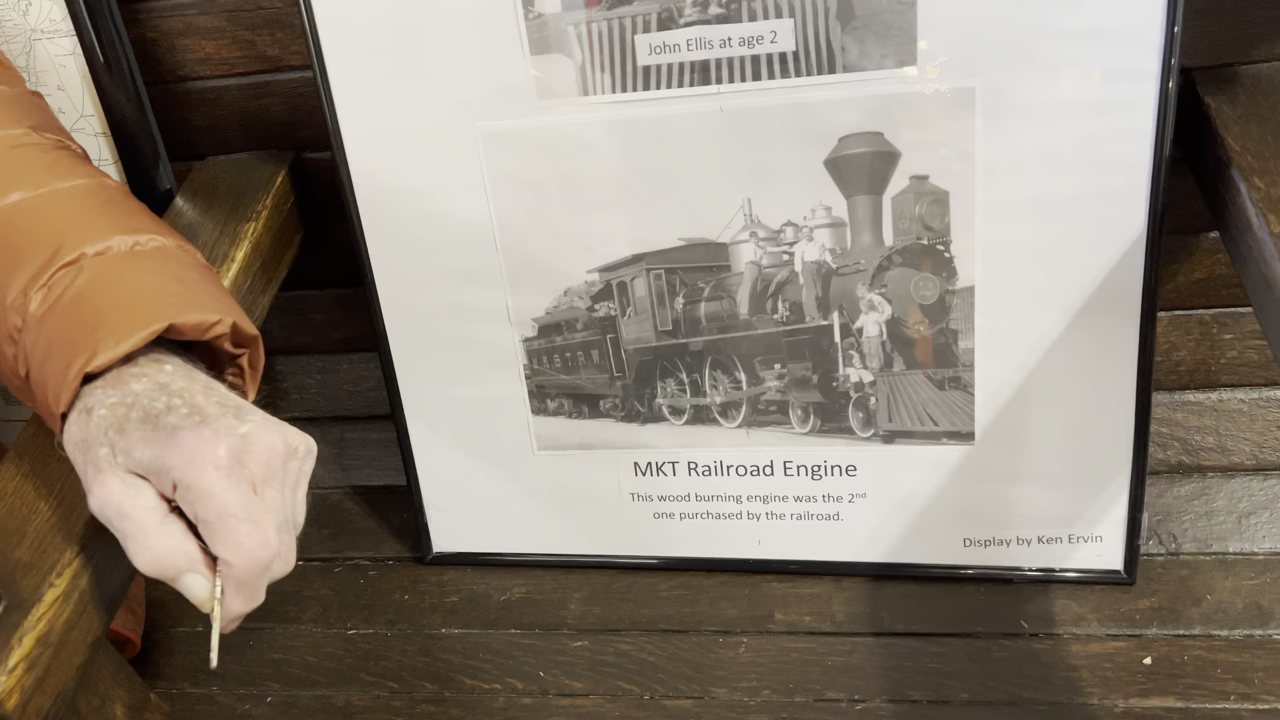 John Ellis at age 2
2
MKT Railroad Engine
This wood burning engine was the 2nd
one purchased by the railroad.
Display by Ken Ervin